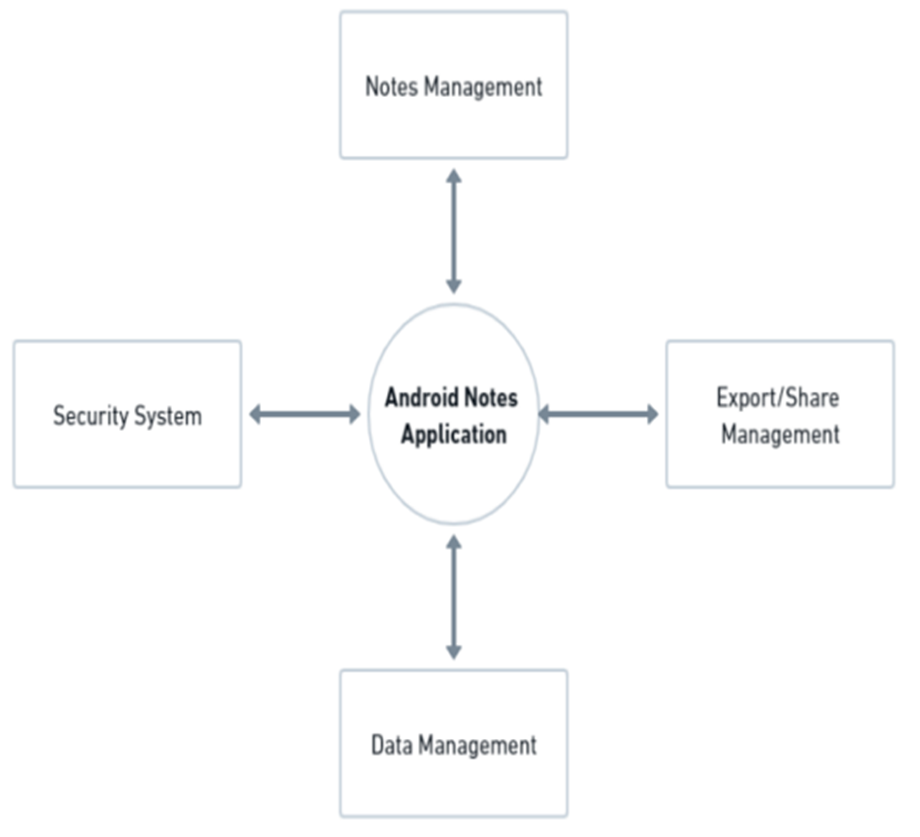 Notes Management
Security System
Android Notes
Application
Export/Share
Management
Data Management